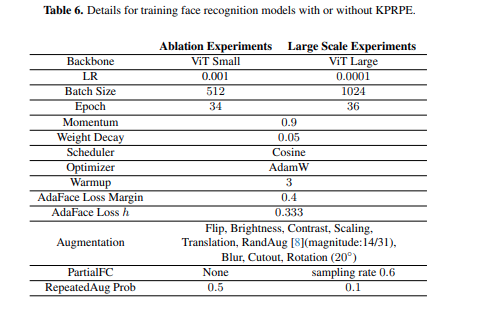 Table 6. Details for training face recognition models with or without KPRPE.
Ablation Experiments Large Scale Experiments
Backbone ViT Small ViT Large
LR 0.001 0.0001
Batch Size 512 1024
Epoch 34 36
Momentum 0.9
Weight Decay 0.05
Scheduler Cosine
Optimizer AdamW
Warmup 3
AdaFace Loss Margin 0.4
AdaFace Loss h 0.333
Flip, Brightness, Contrast, Scaling,
Augmentation Translation, RandAug [8](magnitude:14/31),
Blur, Cutout, Rotation (20°)
PartialFC None sampling rate 0.6
RepeatedAug Prob 0.5 0.1